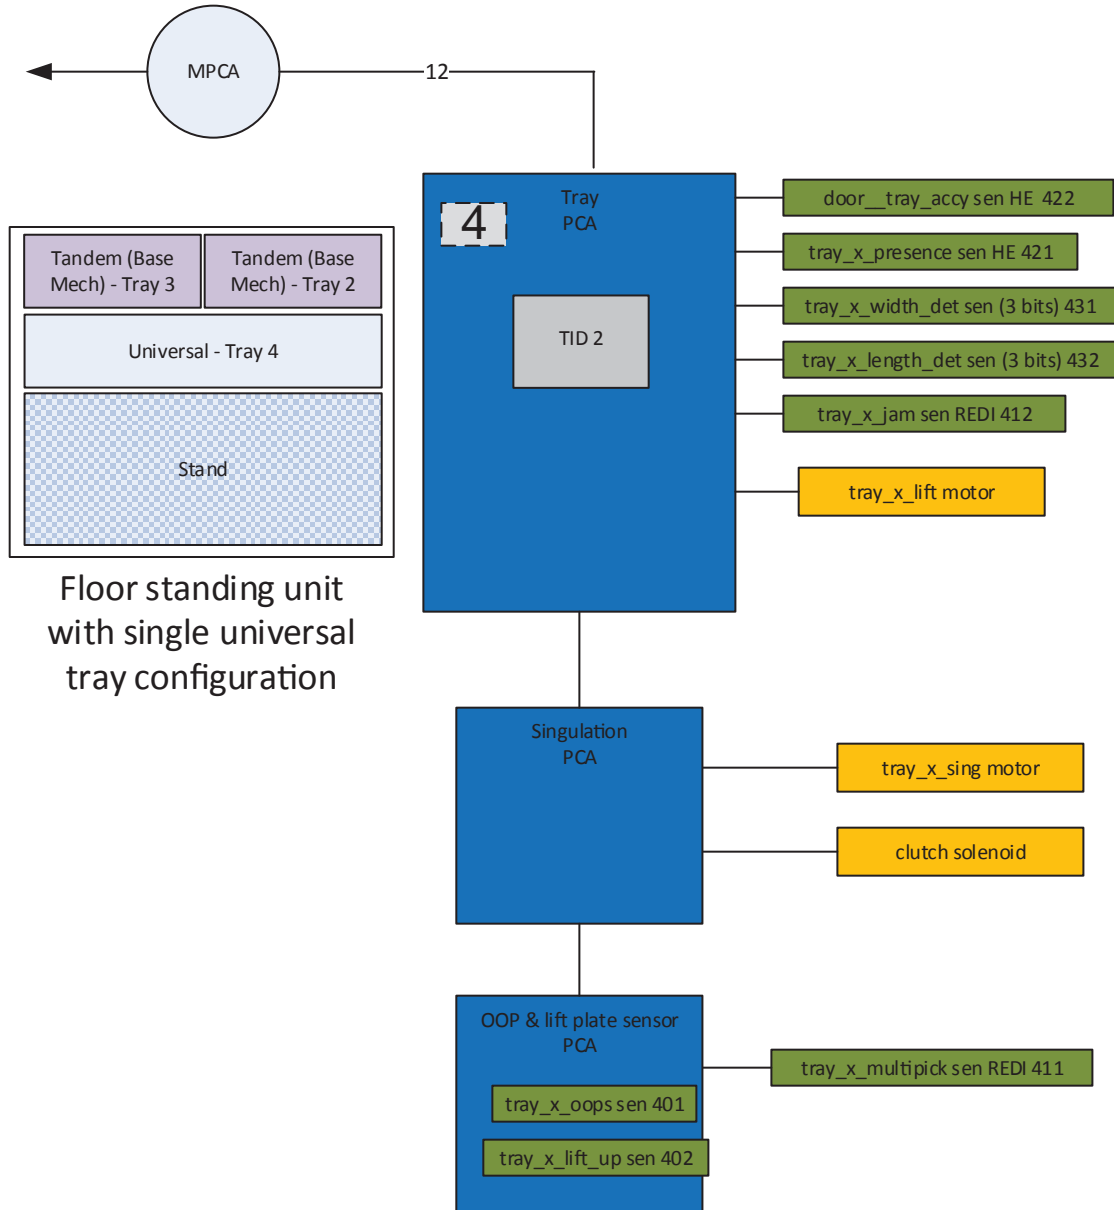 MPCA
12
Tray
PCA
4
TID 2
door__tray_accy sen HE 422
tray_x_presence sen HE 421
tray_x_width_det sen (3 bits) 431
tray_x_length_det sen (3 bits) 432
tray_x_jam sen REDI 412
tray_x_lift motor
Tandem (Base
Mech) - Tray 3
Tandem (Base
Mech) - Tray 2
Universal - Tray 4
Stand
Floor standing unit
with single universal
tray configuration
Singulation
PCA
tray_x_sing motor
clutch solenoid
OOP & lift plate sensor
PCA
tray_x_multipick sen REDI 411
tray_x_oops sen 401
tray_x_lift_up sen 402